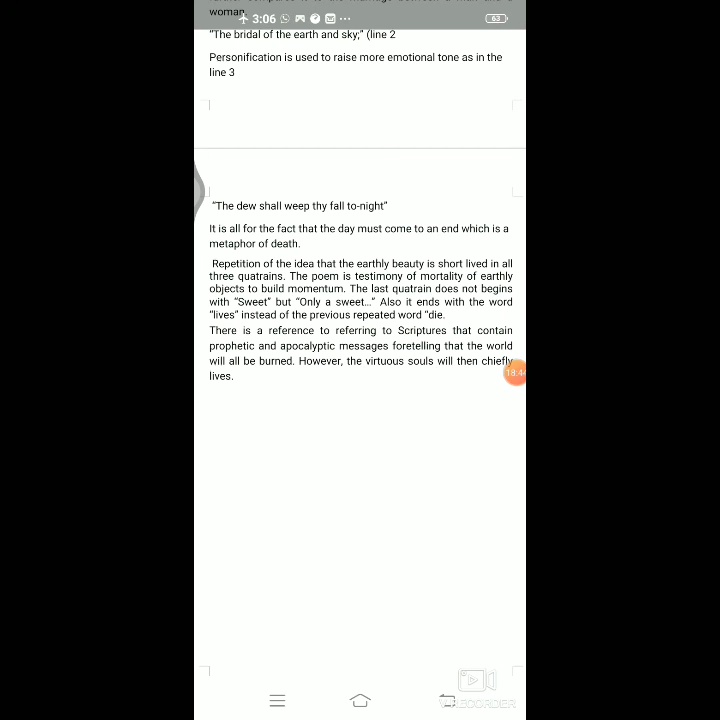 woman.
3:06
63
"The bridal of the earth and sky;" (line 2
Personification is used to raise more emotional tone as in the
line 3
"The dew shall weep thy fall to-night"
It is all for the fact that the day must come to an end which is a
metaphor of death.
Repetition of the idea that the earthly beauty is short lived in all
three quatrains. The poem is testimony of mortality of earthly
objects to build momentum. The last quatrain does not begins
with "Sweet" but "Only a sweet…" Also it ends with the word
"lives" instead of the previous repeated word "die.
There is a reference to referring to Scriptures that contain
prophetic and apocalyptic messages foretelling that the world
will all be burned. However, the virtuous souls will then chiefly
lives.
18:4
RECORDER